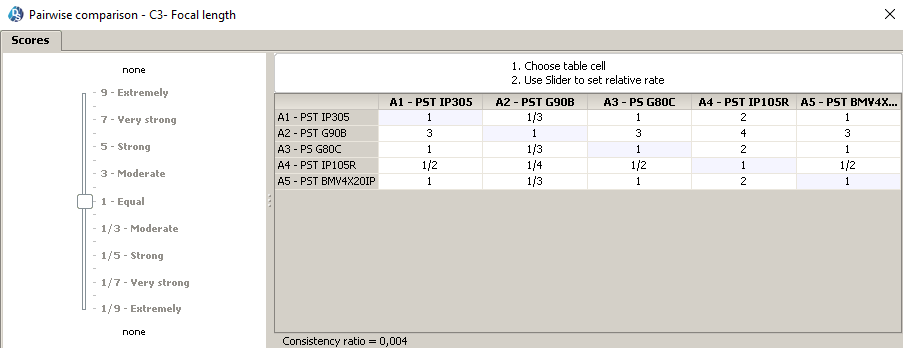 Pairwise comparison - C3- Focal length
Scores
none
9 - Extremely
7 - Very strong
5 - Strong
3 - Moderate
1 - Equal
1/3 - Moderate
1/5 - Strong
1/7 - Very strong
1/9 - Extremely
none
1. Choose table cell
2. Use Slider to set relative rate
A1 - PST IP305 A2 - PST G90B A3 - PS G80C A4 - PST IP105R A5 - PST BMV4X...
A1 - PST IP305 1 1/3 1 2 1
A2 - PST G90B 3 1 3 4 3
A3 - PS G80C 1 1/3 1 2 1
A4 - PST IP105R 1/2 1/4 1/2 1 1/2
A5 - PST BMV4X20IP 1 1/3 1 2 1
Consistency ratio = 0,004